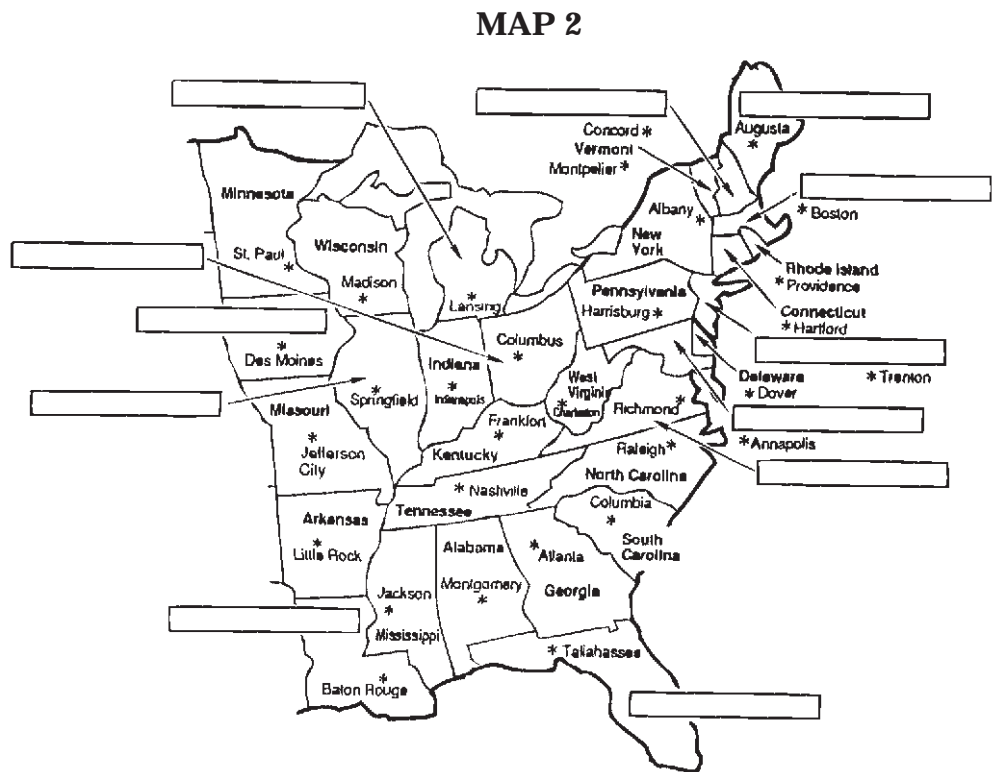 MAP 2
Augusta
Concord
Vermont
Montpelier
Minnesota
Boston
Albany
New
York
Wisconsin
St. Paul
Rhode Island
Providence
Madison
Lansing
Pennsylvania
Harrisburg
Connecticut
Hartford
Columbus
Des Moines
Indiana
Indianapolis
West
Virginia
Charleston
Delaware
Trenton
Dover
Springfield
Missouri
Richmond
Frankfort
Annapolis
Jefferson
City
Kentucky
Raleigh
North Carolina
Nashville
Tennessee
Columbia
Arkansas
Little Rock
South
Carolina
Alabama
Atlanta
Montgomery
Georgia
Jackson
Mississippi
Tallahassee
Baton Rouge